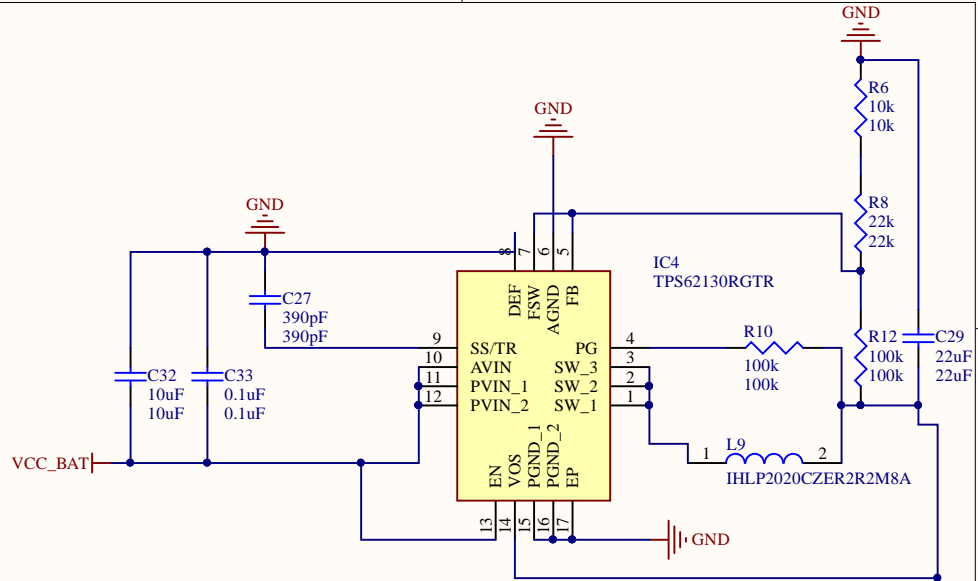 GND
R6
10k
10k
GND
R8
22k
22k
GND
8
7
6
5
IC4
TPS62130RGTR
DEF
FSW
AGND
FB
C27
390pF
390pF
R10
100k
100k
R12
100k
100k
C29
22uF
22uF
9
SS/TR
PG
4
10
AVIN
SW_3
3
11
PVIN_1
SW_2
2
12
PVIN_2
SW_1
1
C32
10uF
10uF
C33
0.1uF
0.1uF
VCC_BAT
EN
VOS
PGND_1
PGND_2
EP
1
L9
2
IHLP2020CZER2R2M8A
13
14
15
16
17
GND